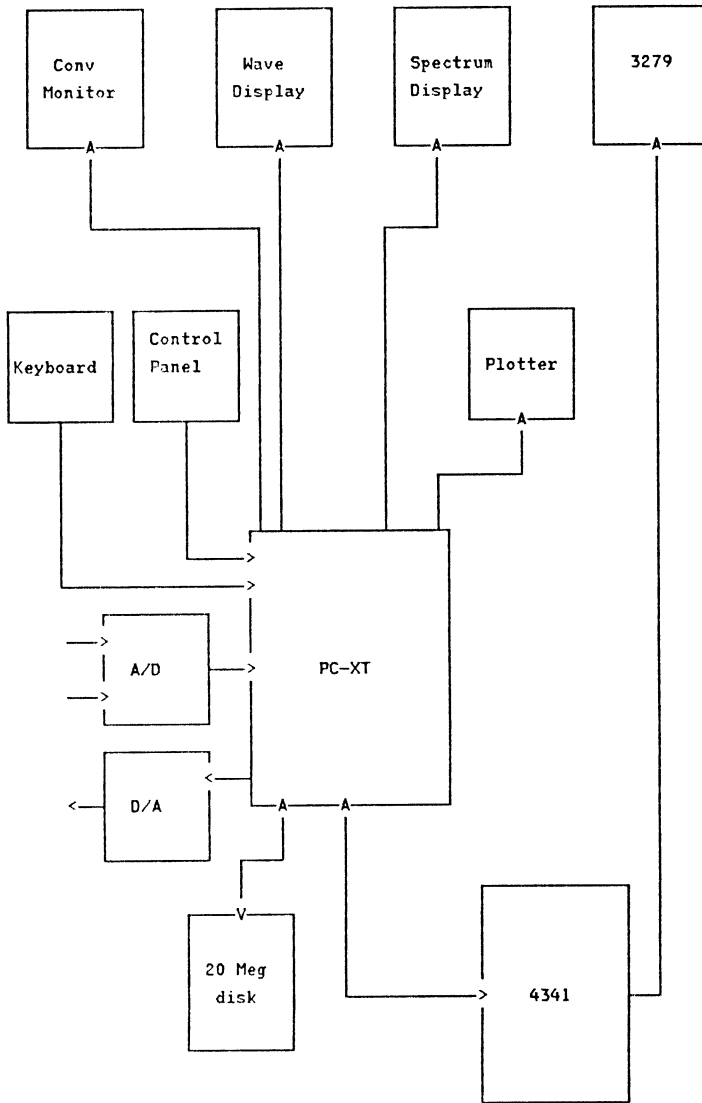 Conv
Monitor
Wave
Display
Spectrum
Display
3279
Keyboard
Control
Panel
Plotter
A/D
PC-XT
D/A
20 Meg
disk
4341